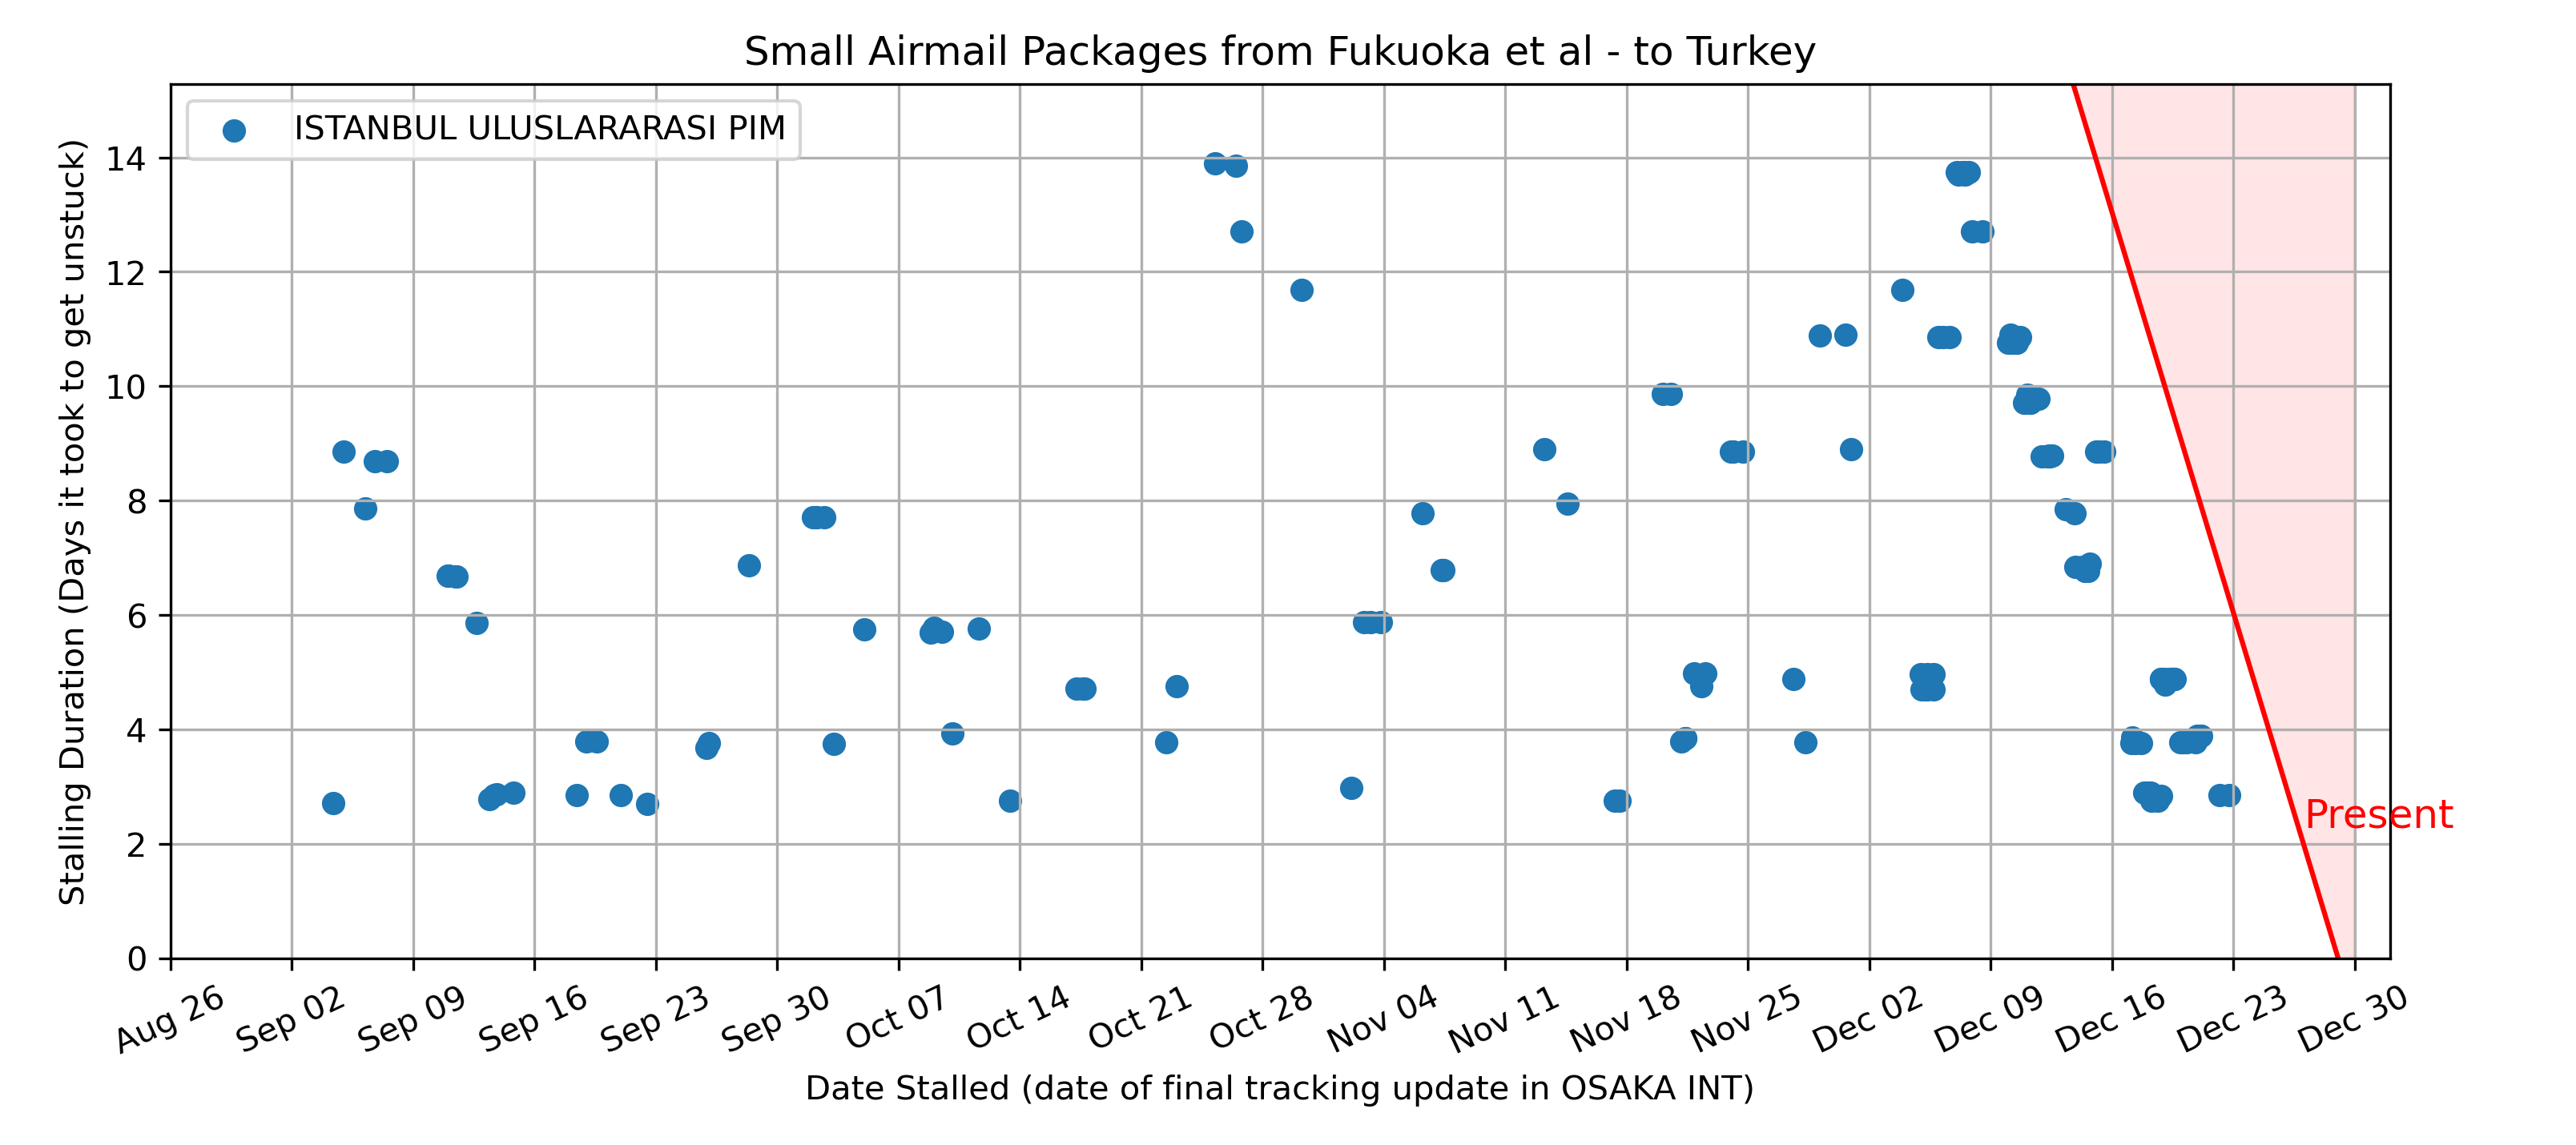 Small Airmail Packages from Fukuoka et al - to Turkey
ISTANBUL ULUSLARARASI PIM
Stalling Duration (Days it took to get unstuck)
14
12
10
8
6
4
2
0
Present
Aug 26
Sep 02
Sep 09
Sep 16
Sep 23
Sep 30
Oct 07
Oct 14
Oct 21
Oct 28
Nov 04
Nov 11
Nov 18
Nov 25
Dec 02
Dec 09
Dec 16
Dec 23
Dec 30
Date Stalled (date of final tracking update in OSAKA INT)